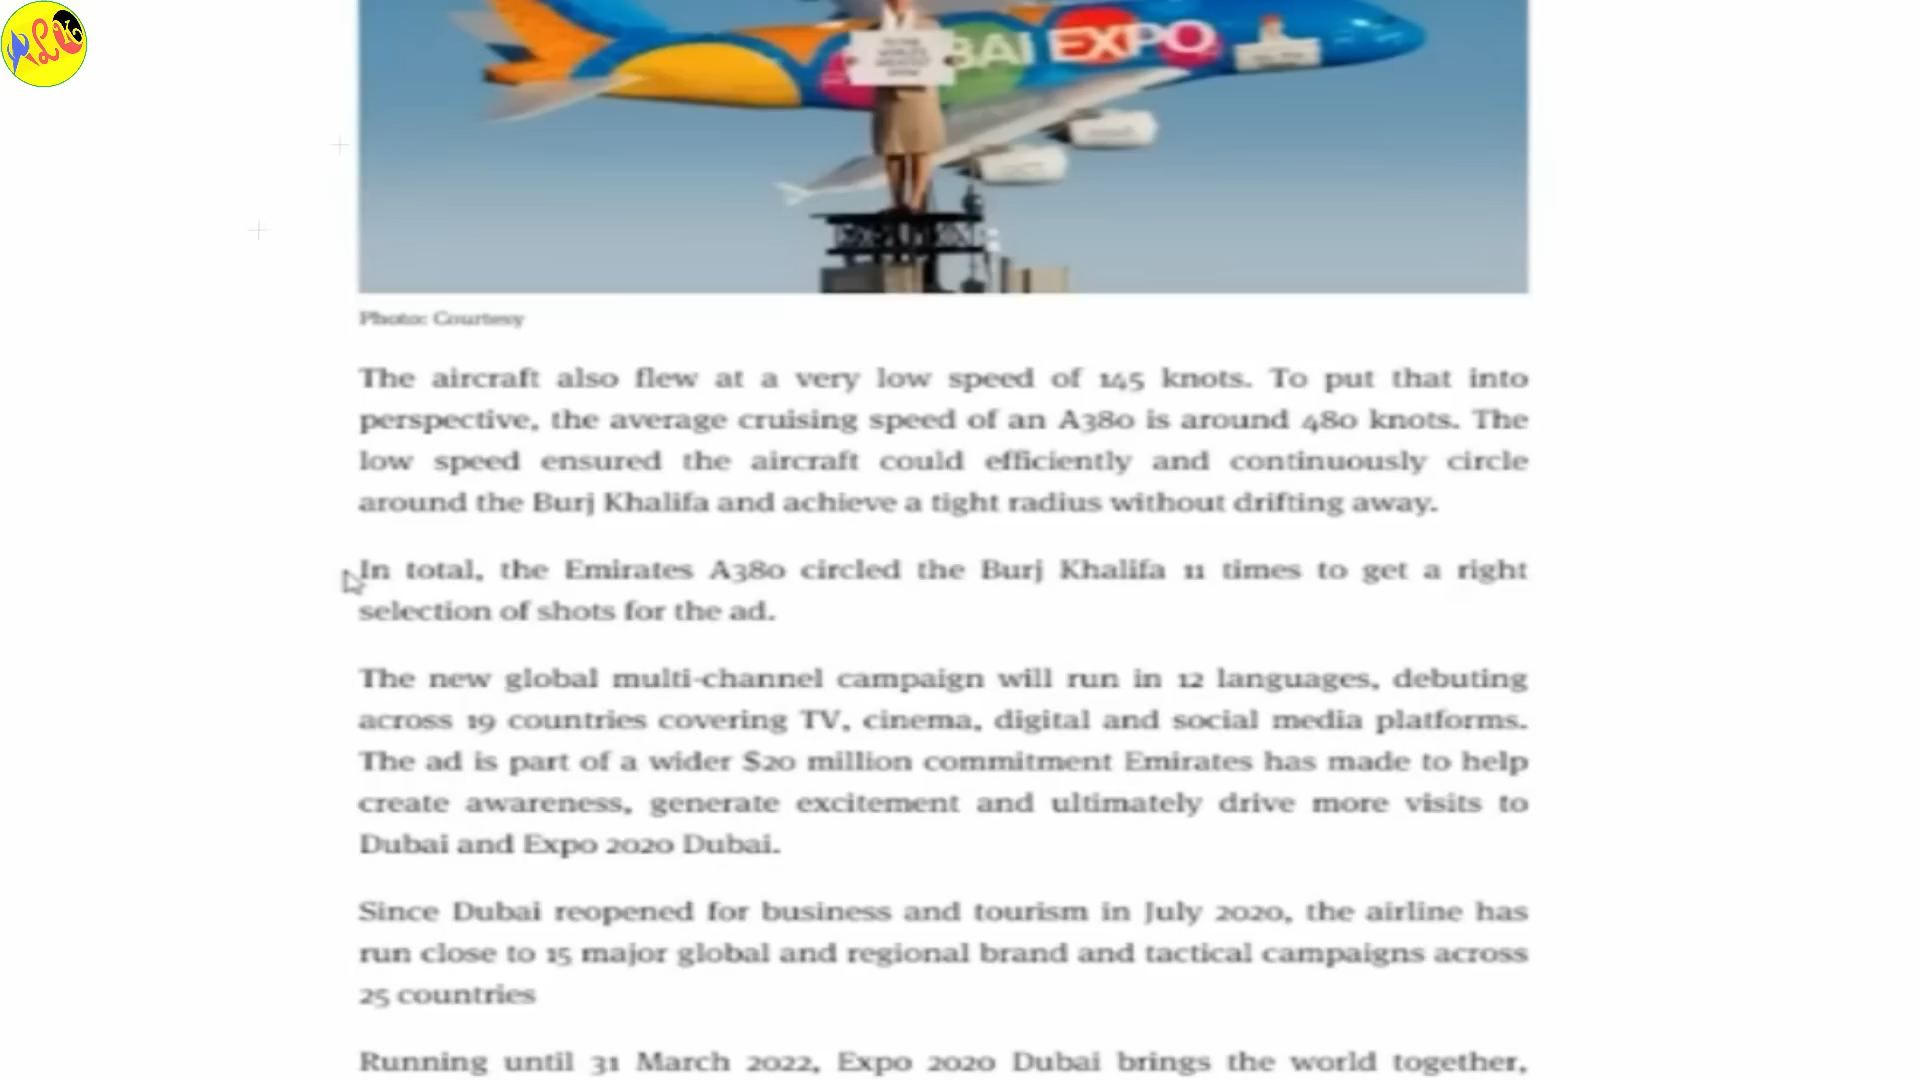 BAI EXPO
Photo: Courtesy
The aircraft also flew at a very low speed of 145 knots. To put that into
perspective, the average cruising speed of an A380 is around 480 knots. The
low speed ensured the aircraft could efficiently and continuously circle
around the Burj Khalifa and achieve a tight radius without drifting away.
In total, the Emirates A380 circled the Burj Khalifa 11 times to get a right
selection of shots for the ad.
The new global multi-channel campaign will run in 12 languages, debuting
across 19 countries covering TV, cinema, digital and social media platforms.
The ad is part of a wider $20 million commitment Emirates has made to help
create awareness, generate excitement and ultimately drive more visits to
Dubai and Expo 2020 Dubai.
Since Dubai reopened for business and tourism in July 2020, the airline has
run close to 15 major global and regional brand and tactical campaigns across
25 countries
Running until 31 March 2022, Expo 2020 Dubai brings the world together,